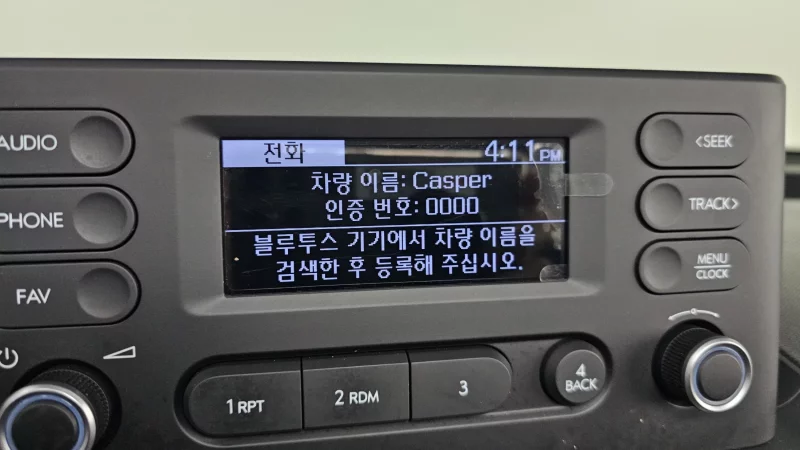 전화 4:11 PM
차량 이름: Casper
인증 번호: 0000
블루투스 기기에서 차량 이름을
검색한 후 등록해 주십시오.
AUDIO
PHONE
FAV
<SEEK
TRACK>
MENU
CLOCK
1 RPT
2 RDM
3
4
BACK